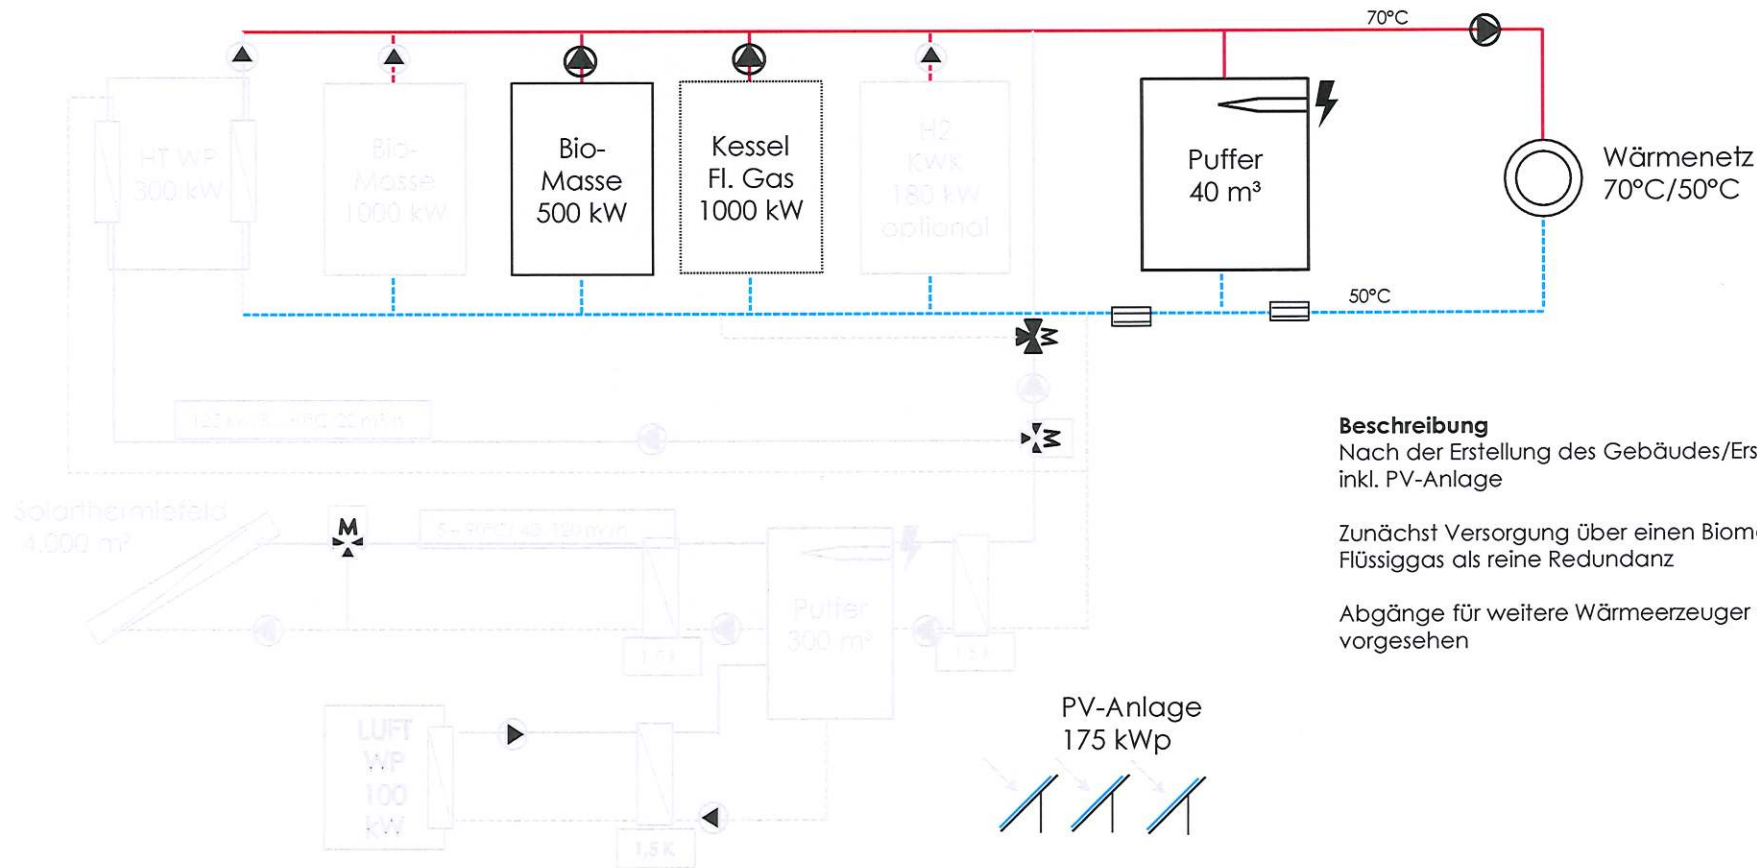 70°C
HT WP
300 kW
Bio-
Masse
1000 kW
Bio-
Masse
500 kW
Kessel
Fl. Gas
1000 kW
H2
KWK
180 kW
optional
Puffer
40 m³
Wärmenetz
70°C/50°C
50°C
M
M
Beschreibung
Nach der Erstellung des Gebäudes/Ers
inkl. PV-Anlage
Zunächst Versorgung über einen Biom
Flüssiggas als reine Redundanz
Abgänge für weitere Wärmeerzeuger
vorgesehen
Solarthermiefeld
4.000 m²
M
Puffer
300 m³
LUFT
WP
100
kW
1,5 K
PV-Anlage
175 kWp